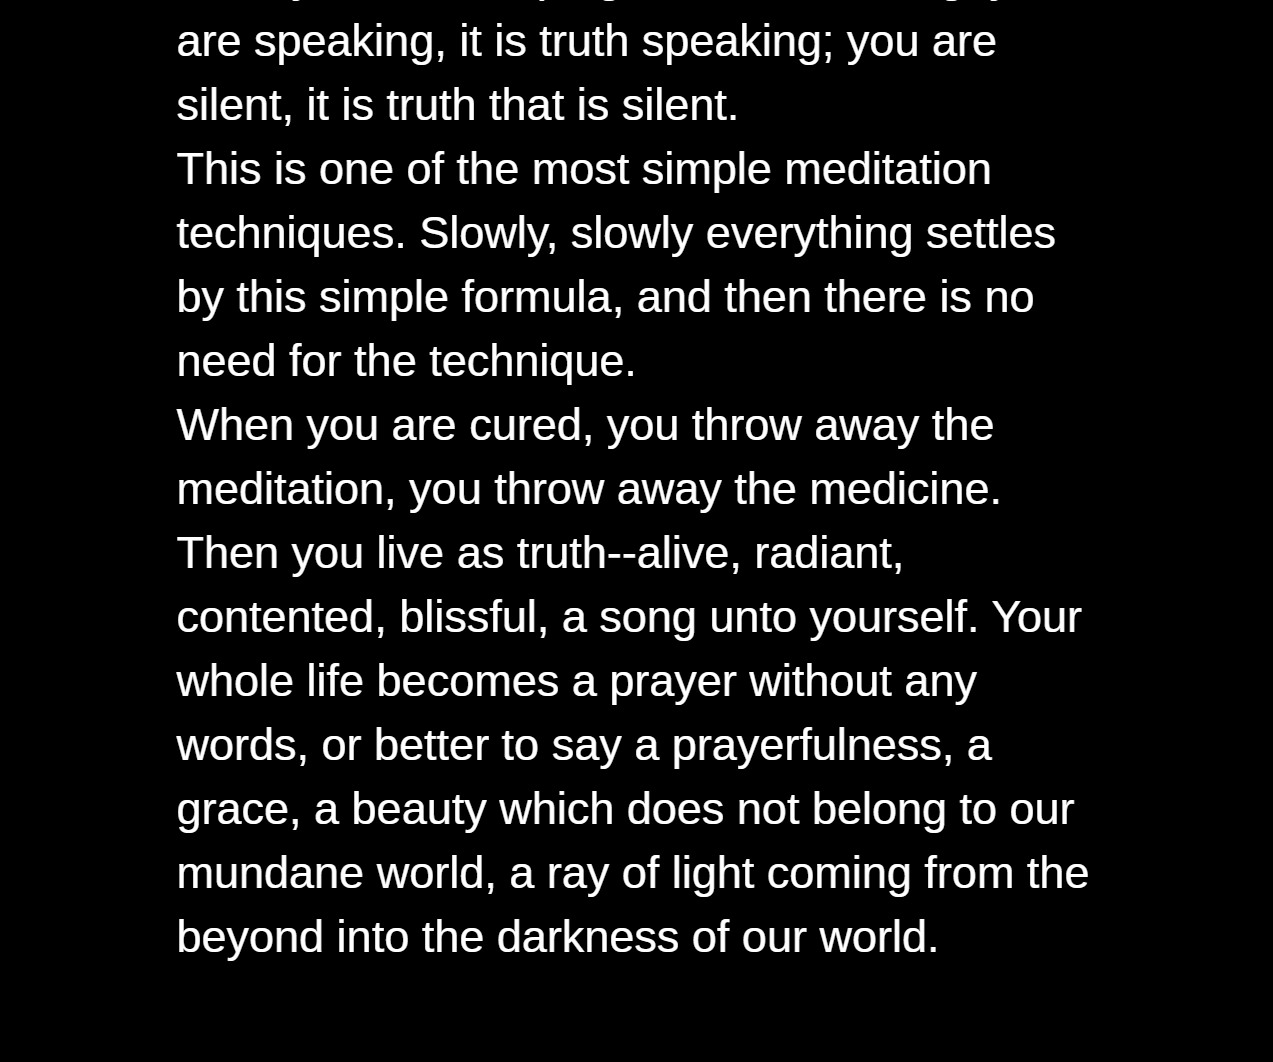 are speaking, it is truth speaking; you are
silent, it is truth that is silent.
This is one of the most simple meditation
techniques. Slowly, slowly everything settles
by this simple formula, and then there is no
need for the technique.
When you are cured, you throw away the
meditation, you throw away the medicine.
Then you live as truth--alive, radiant,
contented, blissful, a song unto yourself. Your
whole life becomes a prayer without any
words, or better to say a prayerfulness, a
grace, a beauty which does not belong to our
mundane world, a ray of light coming from the
beyond into the darkness of our world.